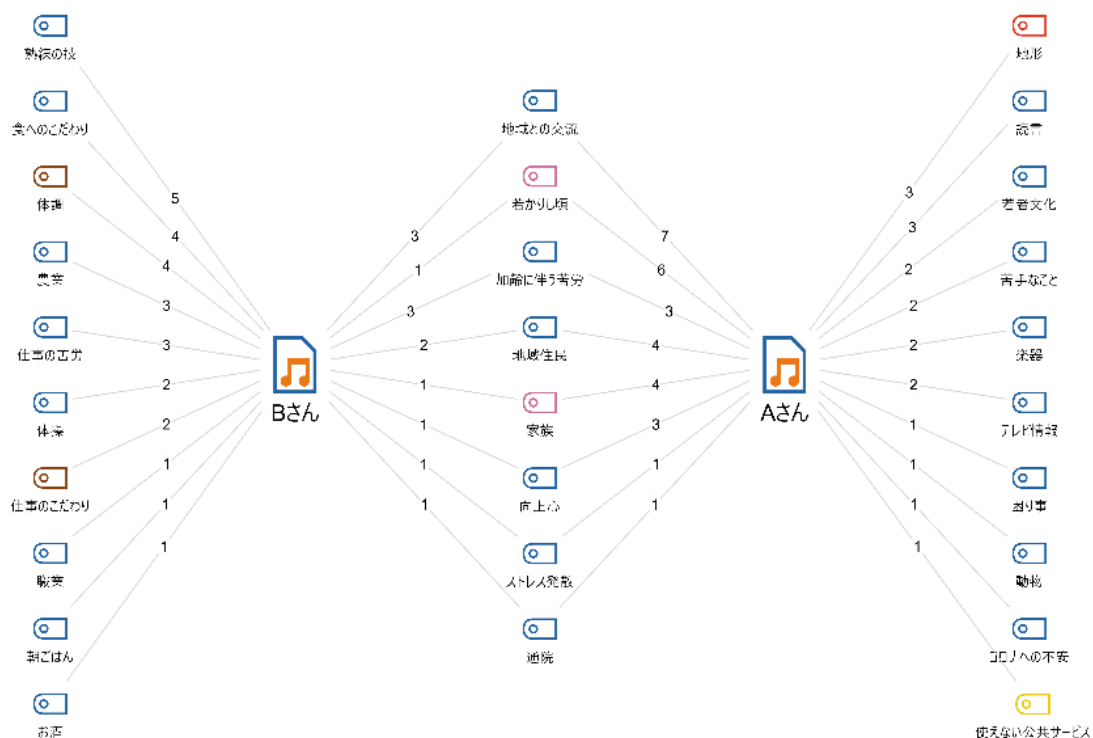 熟練の技
食へのこだわり
体調
農業
仕事の苦労
体操
仕事のこだわり
職業
朝ごはん
お酒
5
4
4
3
3
2
2
1
1
1
Bさん
3
1
3
2
1
1
1
1
地域との交流
若かりし頃
加齢に伴う苦労
地域住民
家族
向上心
ストレス発散
通院
7
6
3
4
4
3
1
1
Aさん
3
3
2
2
2
2
1
1
1
1
地形
読書
若者文化
苦手なこと
楽器
テレビ情報
困り事
動物
コロナへの不安
使えない公共サービス